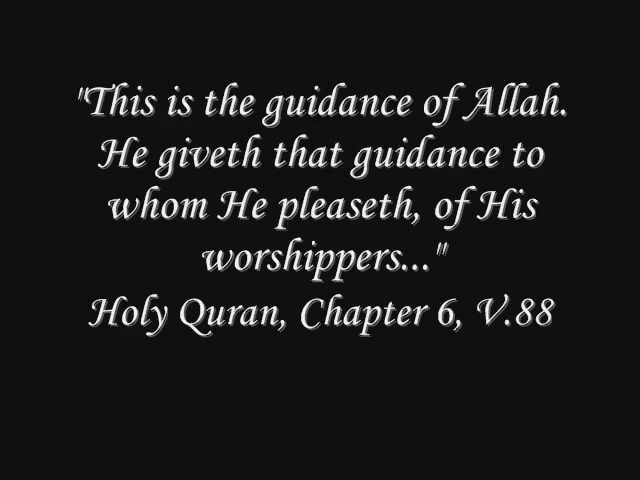 "This is the guidance of Allah.
He giveth that guidance to
whom He pleaseth, of His
worshippers..."
Holy Quran, Chapter 6, V.88